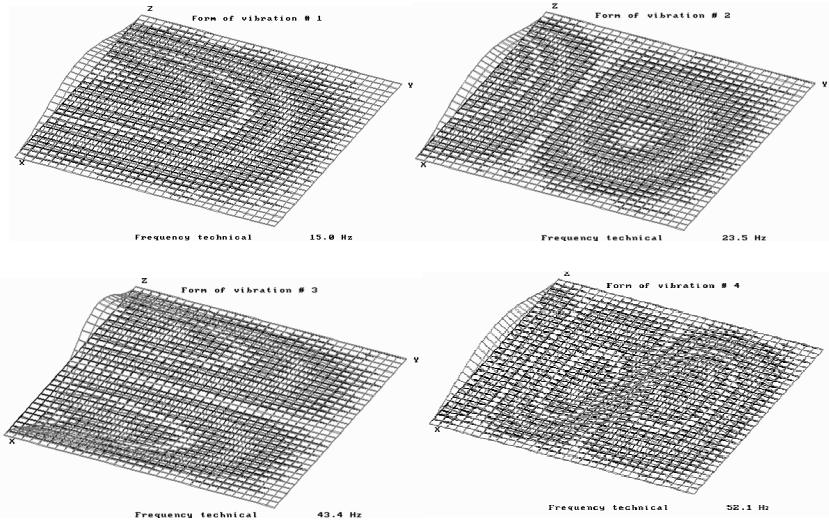 Z
Form of vibration # 1
Y
X
Frequency technical 15.0 Hz
Z
Form of vibration # 2
Y
X
Frequency technical 23.5 Hz
Z
Form of vibration # 3
Y
X
Frequency technical 43.4 Hz
Form of vibration # 4
X
Frequency technical 52.1 Hz